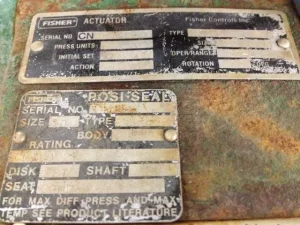 FISHER ACTUATOR Fisher Controls Inc.
SERIAL NO CN TYPE
PRESS UNITS SIZE
INITIAL SET OPER RANGE
ACTION ROTATION
FISHER POSI-SEAL
SERIAL NO.
SIZE TYPE
BODY
RATING
DISK SHAFT
SEAT
FOR MAX DIFF PRESS AND MAX
TEMP SEE PRODUCT LITERATURE